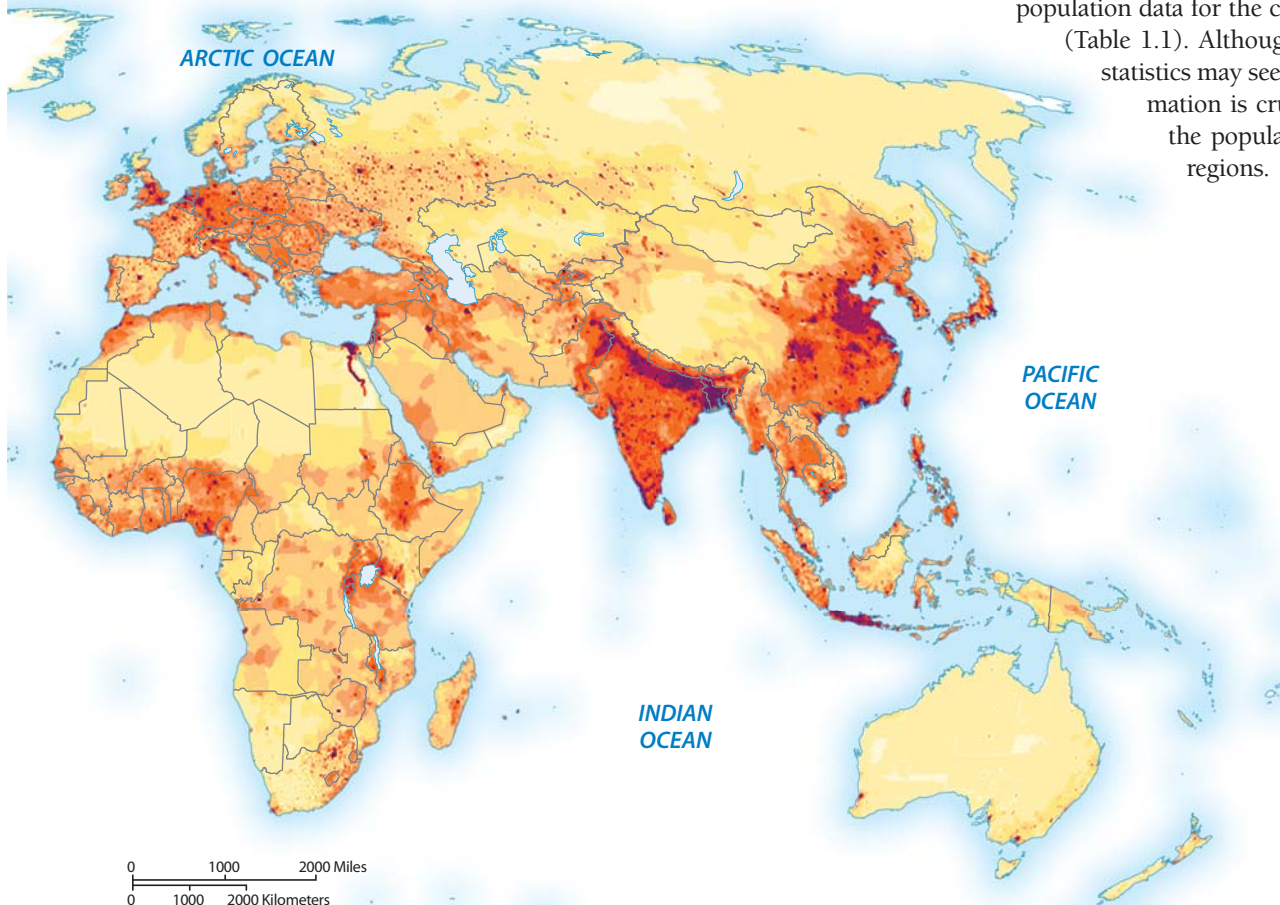 population data for the c
(Table 1.1). Althoug
statistics may see
mation is cru
the popula
regions.
ARCTIC OCEAN
PACIFIC
OCEAN
INDIAN
OCEAN
0 1000 2000 Miles
0 1000 2000 Kilometers